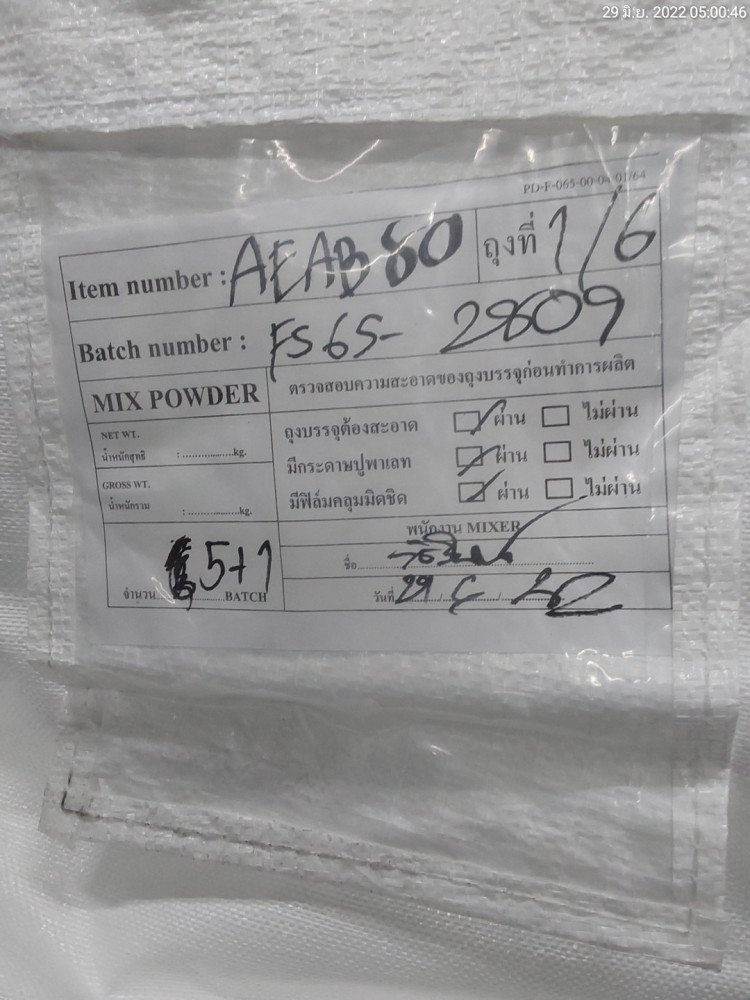 29 มิ.ย. 2022 05:00:46
PD-F-065-00-04-01/64
Item number : AEAB80 ถุงที่ 1/6
Batch number : FS65- 2809
MIX POWDER ตรวจสอบความสะอาดของถุงบรรจุก่อนทำการผลิต
ถุงบรรจุต้องสะอาด ผ่าน ไม่ผ่าน
NET WT.
น้ำหนักสุทธิ :..............kg. มีกระดาษปูพาเลท ผ่าน ไม่ผ่าน
GROSS WT.
น้ำหนักรวม :..............kg. มีฟิล์มคลุมมิดชิด ผ่าน ไม่ผ่าน
พนักงาน MIXER
ชื่อ
จำนวน 5+1 BATCH วันที่ 29 / 6 /